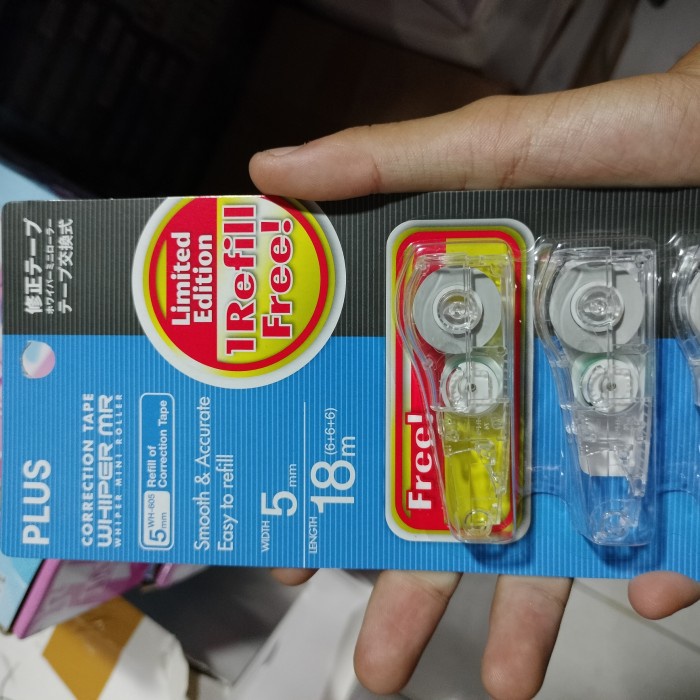 修正テープ
ホワイパーミニローラー
テープ交換式
PLUS
CORRECTION TAPE
WHIPER MR
WHIPER MINI ROLLER
5mm
WH-605
Refill of
Correction Tape
Limited
Edition
1Refill
Free!
Smooth & Accurate
Easy to refill
WIDTH 5 mm
LENGTH 18m (6+6+6)
Free!